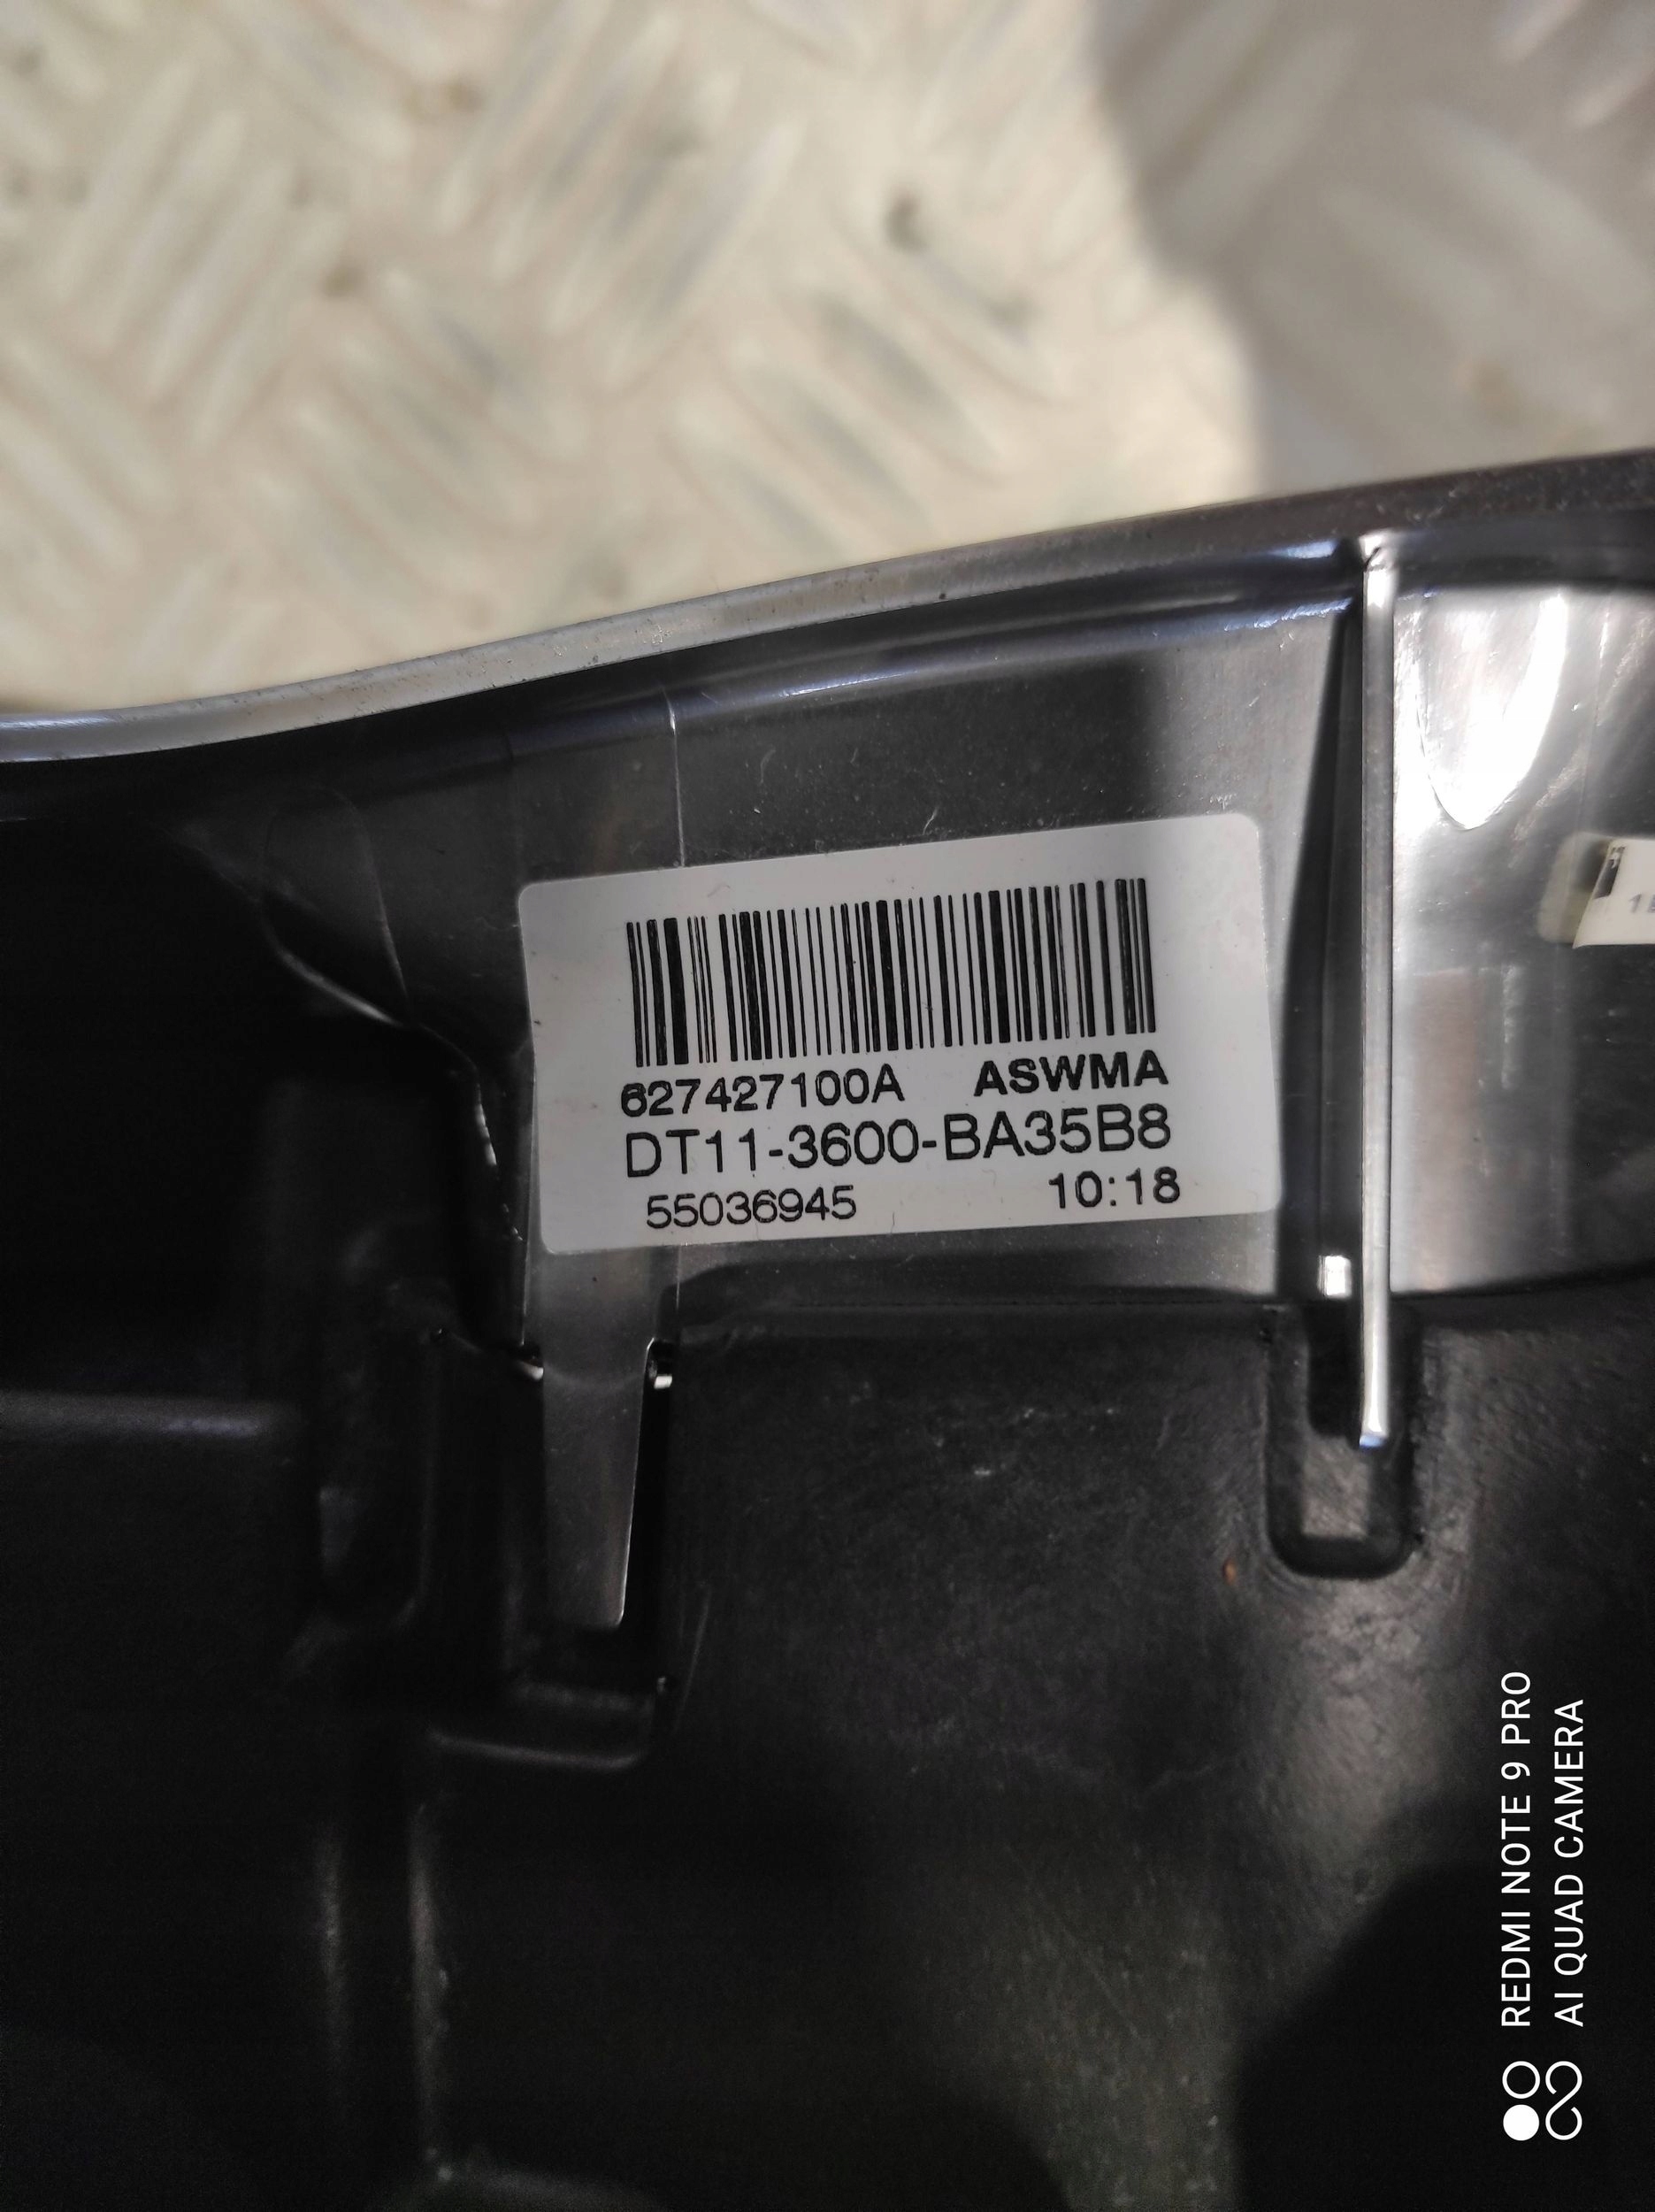 627427100A ASWMA
DT11-3600-BA35B8
55036945 10:18
REDMI NOTE 9 PRO
AI QUAD CAMERA